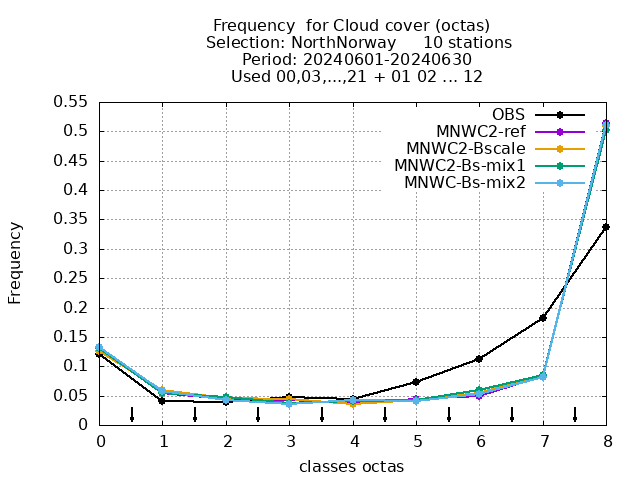 Frequency  for Cloud cover (octas)
Selection: NorthNorway     10 stations
Period: 20240601-20240630
Used 00,03,...,21 + 01 02 ... 12
OBS
MNWC2-ref
MNWC2-Bscale
MNWC2-Bs-mix1
MNWC-Bs-mix2
Frequency
0.55
0.5
0.45
0.4
0.35
0.3
0.25
0.2
0.15
0.1
0.05
0
0 1 2 3 4 5 6 7 8
classes octas